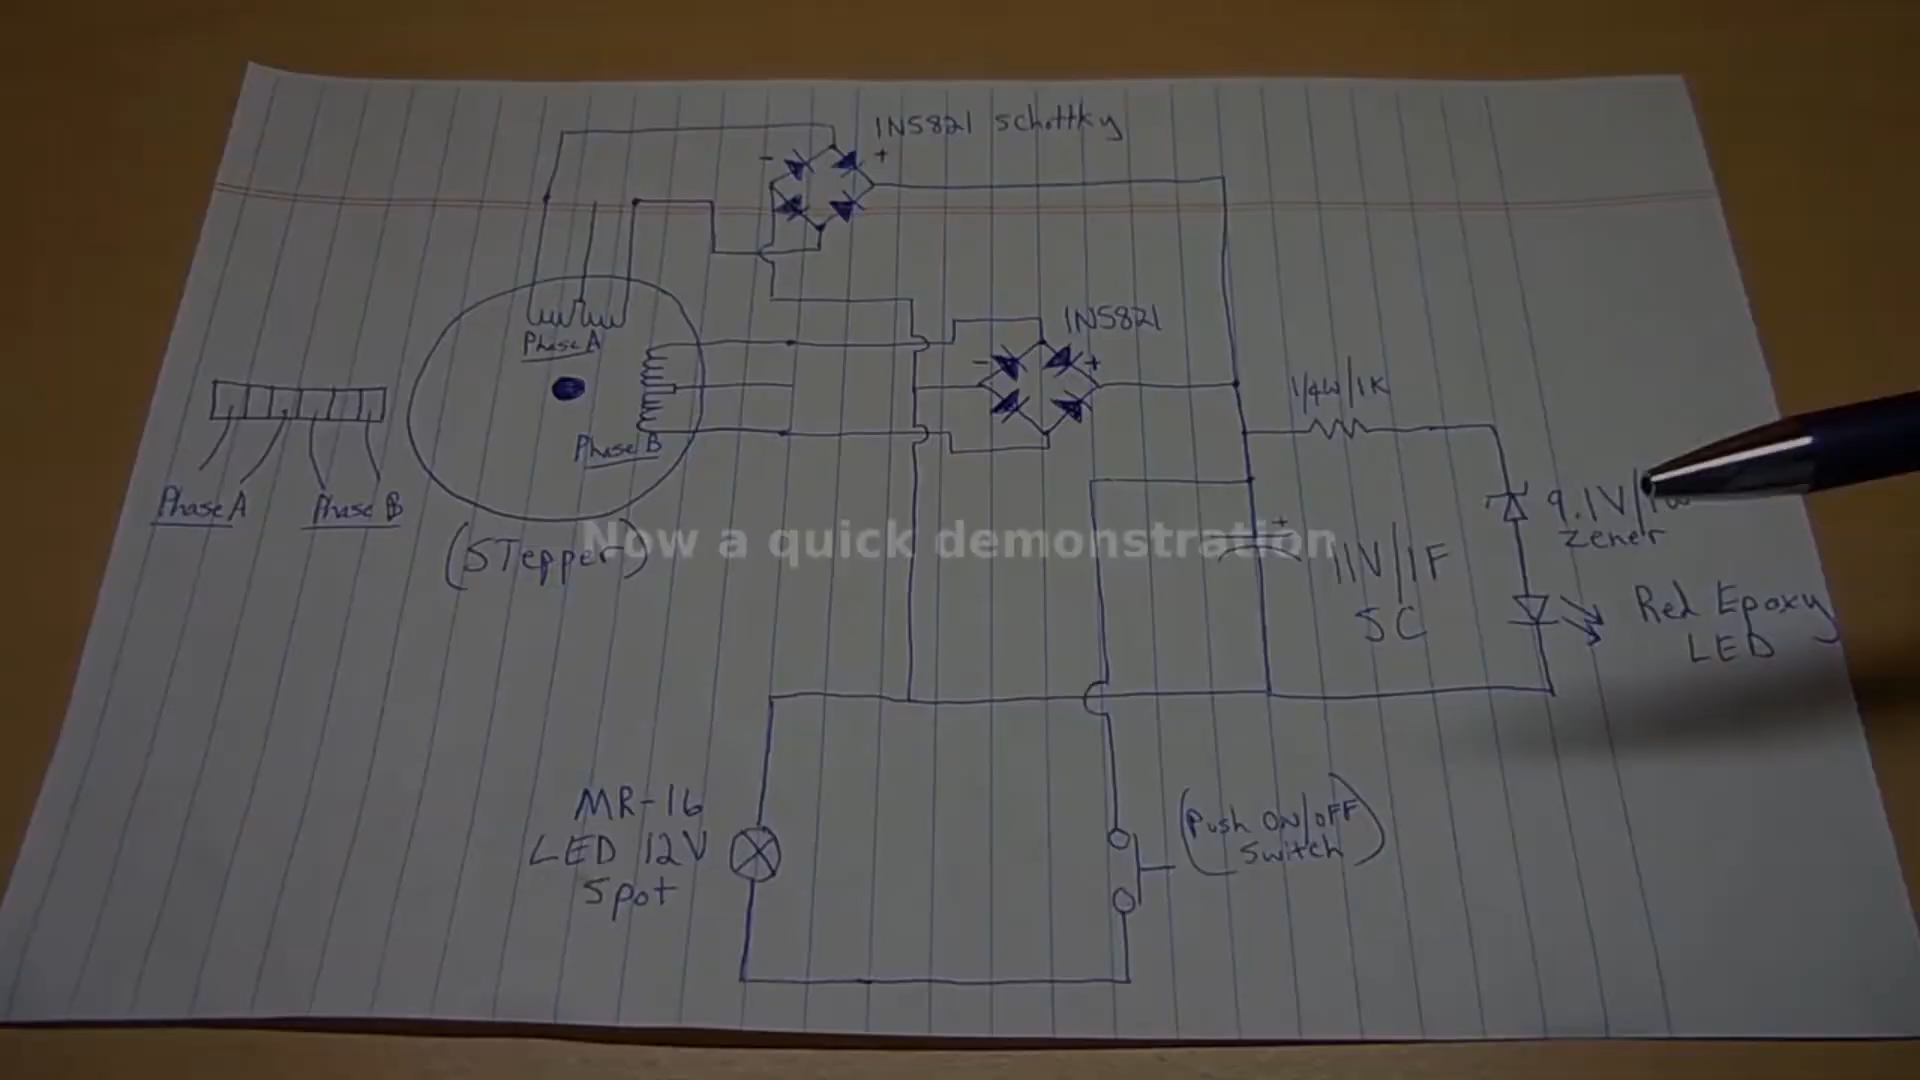 1N5821 Schottky
-
+
1N5821
-
+
Phase A
1/4W/1K
Phase B
9.1V/1W
Zener
Phase A
Phase B
(STepper)
Now a quick demonstration
+
11V/1F
SC
Red Epoxy
LED
MR-16
LED 12V
Spot
(Push ON/OFF
Switch)